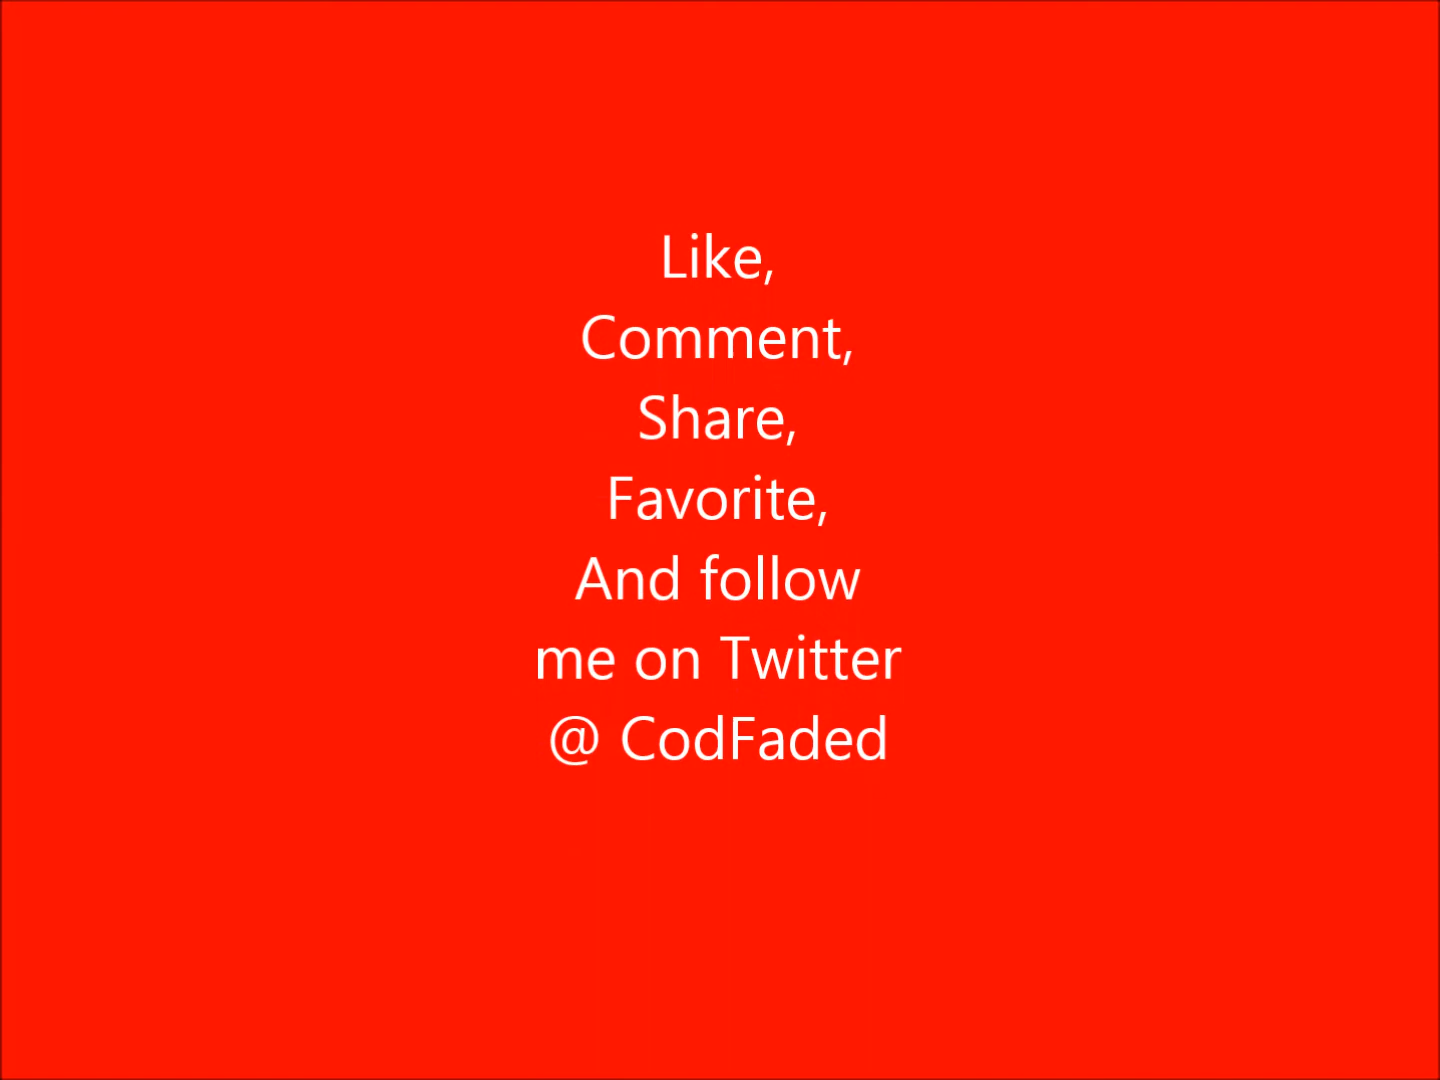 Like,
Comment,
Share,
Favorite,
And follow
me on Twitter
@ CodFaded